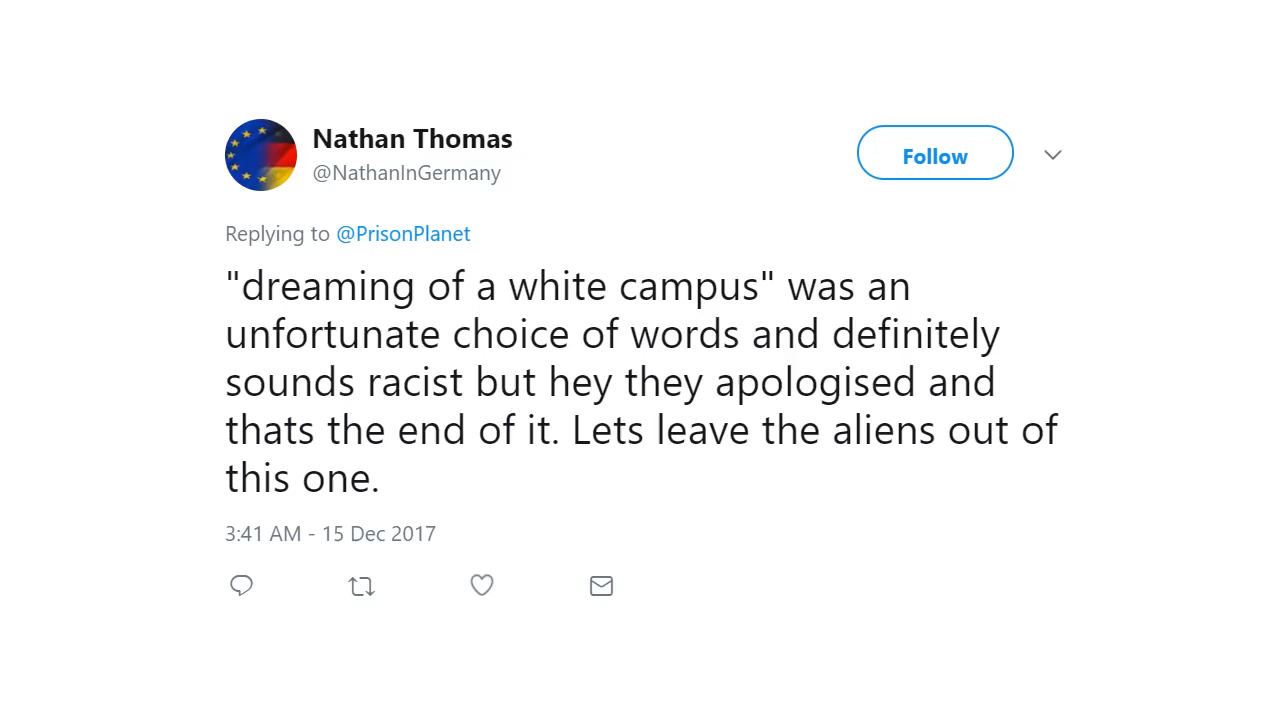 Nathan Thomas
@NathanInGermany
Follow
Replying to @PrisonPlanet
"dreaming of a white campus" was an
unfortunate choice of words and definitely
sounds racist but hey they apologised and
thats the end of it. Lets leave the aliens out of
this one.
3:41 AM - 15 Dec 2017